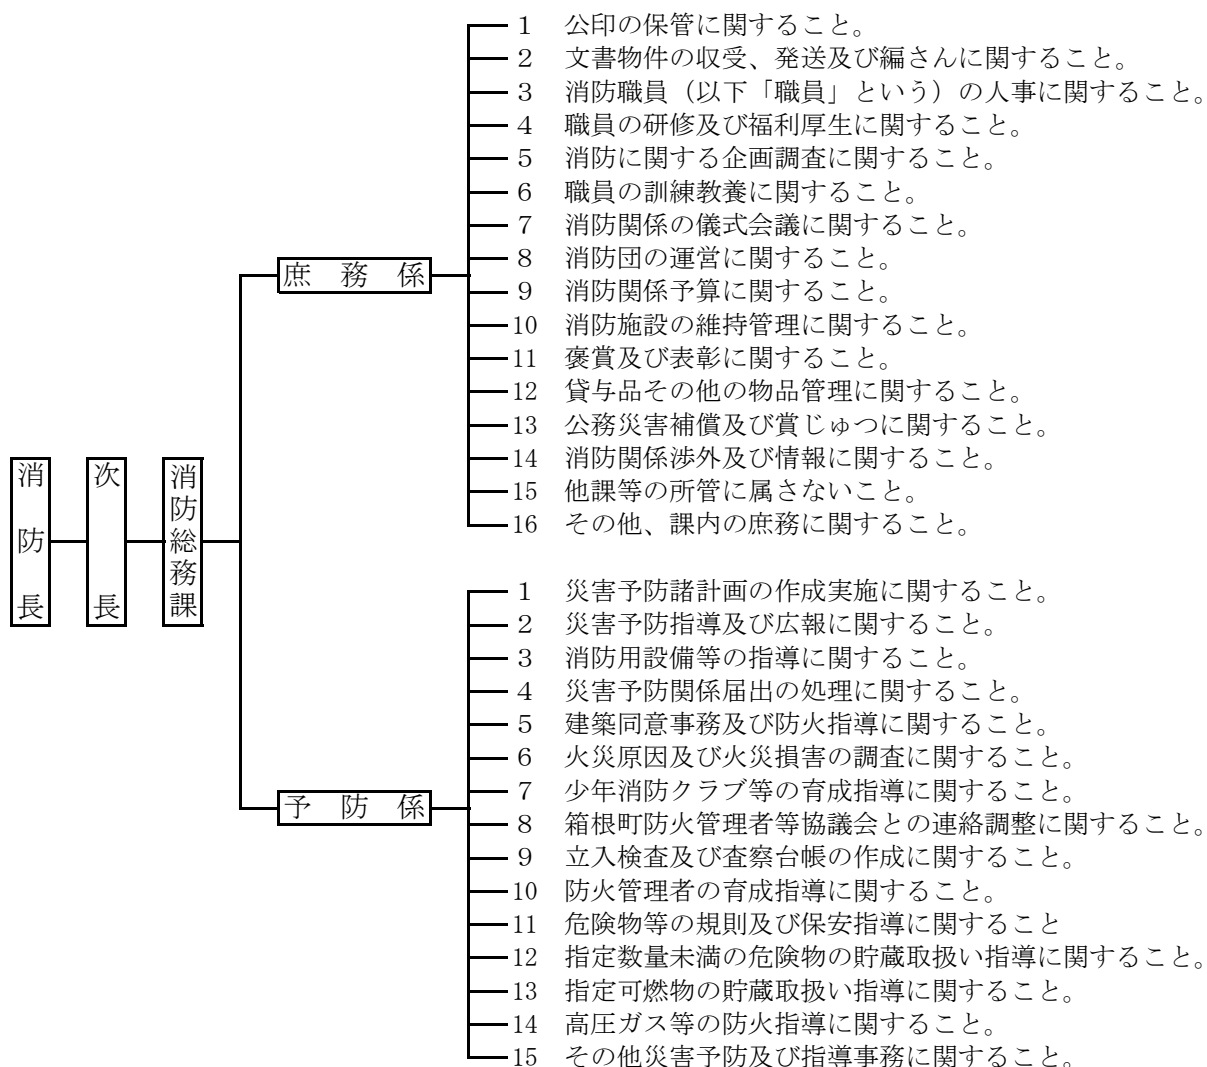 消防長
次長
消防総務課
庶務係
1 公印の保管に関すること。
2 文書物件の収受、発送及び編さんに関すること。
3 消防職員（以下「職員」という）の人事に関すること。
4 職員の研修及び福利厚生に関すること。
5 消防に関する企画調査に関すること。
6 職員の訓練教養に関すること。
7 消防関係の儀式会議に関すること。
8 消防団の運営に関すること。
9 消防関係予算に関すること。
10 消防施設の維持管理に関すること。
11 褒賞及び表彰に関すること。
12 貸与品その他の物品管理に関すること。
13 公務災害補償及び賞じゅつに関すること。
14 消防関係渉外及び情報に関すること。
15 他課等の所管に属さないこと。
16 その他、課内の庶務に関すること。
予防係
1 災害予防諸計画の作成実施に関すること。
2 災害予防指導及び広報に関すること。
3 消防用設備等の指導に関すること。
4 災害予防関係届出の処理に関すること。
5 建築同意事務及び防火指導に関すること。
6 火災原因及び火災損害の調査に関すること。
7 少年消防クラブ等の育成指導に関すること。
8 箱根町防火管理者等協議会との連絡調整に関すること。
9 立入検査及び査察台帳の作成に関すること。
10 防火管理者の育成指導に関すること。
11 危険物等の規則及び保安指導に関すること
12 指定数量未満の危険物の貯蔵取扱い指導に関すること。
13 指定可燃物の貯蔵取扱い指導に関すること。
14 高圧ガス等の防火指導に関すること。
15 その他災害予防及び指導事務に関すること。